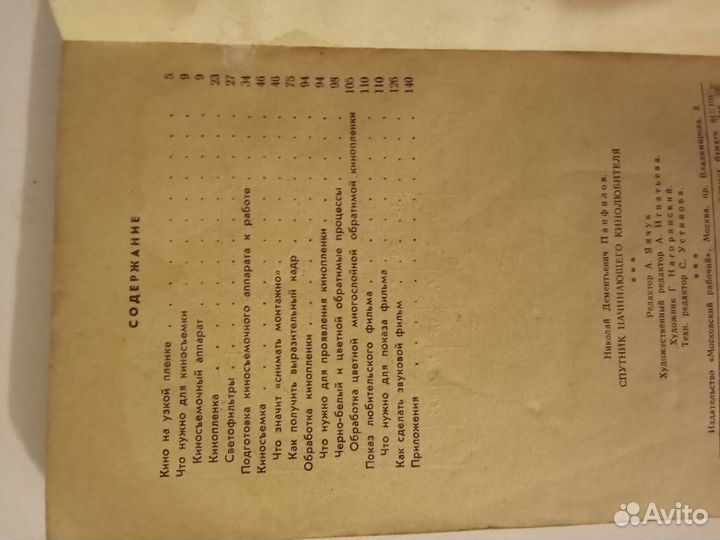 СОДЕРЖАНИЕ
Кино на узкой пленке . . . . . . . . . . . 5
Что нужно для киносъемки . . . . . . . . 9
Киносъемочный аппарат . . . . . . . . 9
Кинопленка . . . . . . . . . . . . 23
Светофильтры . . . . . . . . . . . 27
Подготовка киносъемочного аппарата к работе . . 34
Киносъемка . . . . . . . . . . . . . 46
Что значит «снимать монтажно» . . . . . . 46
Как получить выразительный кадр . . . . . 75
Обработка кинопленки . . . . . . . . . . 94
Что нужно для проявления кинопленки . . . . 94
Черно-белый и цветной обратимые процессы . . 98
Обработка цветной многослойной обратимой кинопленки 105
Показ любительского фильма . . . . . . . . 110
Что нужно для показа фильма . . . . . . 110
Как сделать звуковой фильм . . . . . . . . 126
Приложения . . . . . . . . . . . . . 140
Николай Дементьевич Панфилов.
СПУТНИК НАЧИНАЮЩЕГО КИНОЛЮБИТЕЛЯ
***
Редактор А. Янчук
Художественный редактор А. Игнатьева.
Художник Г. Нагорянский.
Техн. редактор С. Устинова.
***
Издательство «Московский рабочий», Москва, пр. Владимирова, 6.
Avito